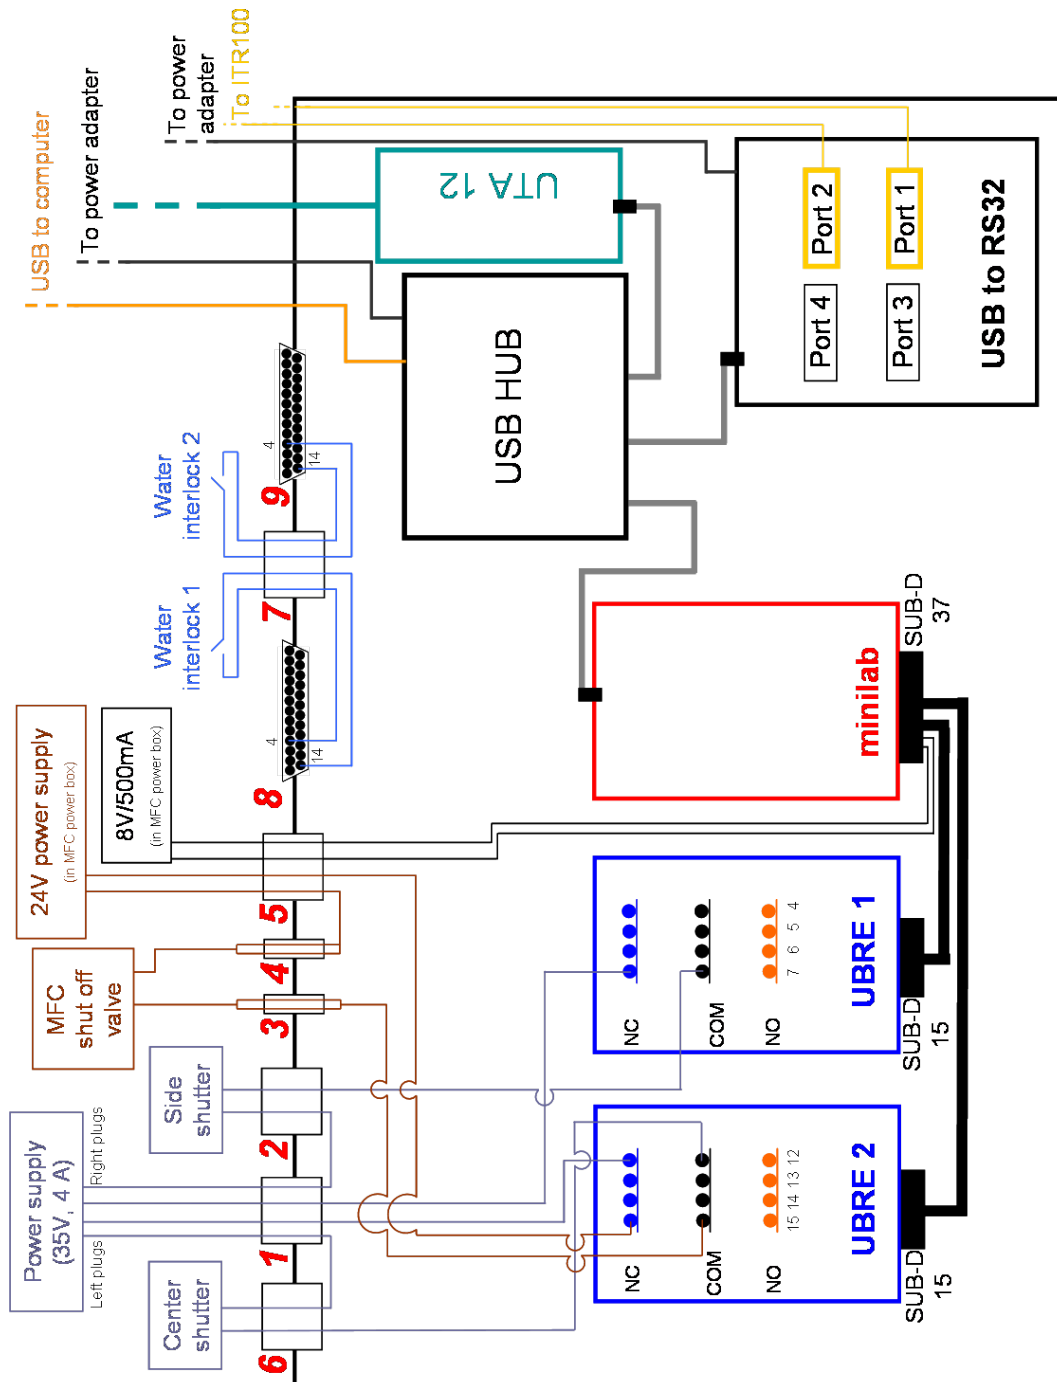 Power supply
(35V, 4 A)
Left plugs
Right plugs
Center
shutter
Side
shutter
MFC
shut off
valve
24V power supply
(in MFC power box)
8V/500mA
(in MFC power box)
Water
interlock 1
Water
interlock 2
USB to computer
To power adapter
To power
adapter
To ITR100
6
1
2
3
4
5
8
7
9
4
14
4
14
UTA 12
USB HUB
Port 4
Port 2
Port 3
Port 1
USB to RS32
minilab
SUB-D
37
NC
COM
NO
15 14 13 12
UBRE 2
SUB-D
15
NC
COM
NO
7 6 5 4
UBRE 1
SUB-D
15